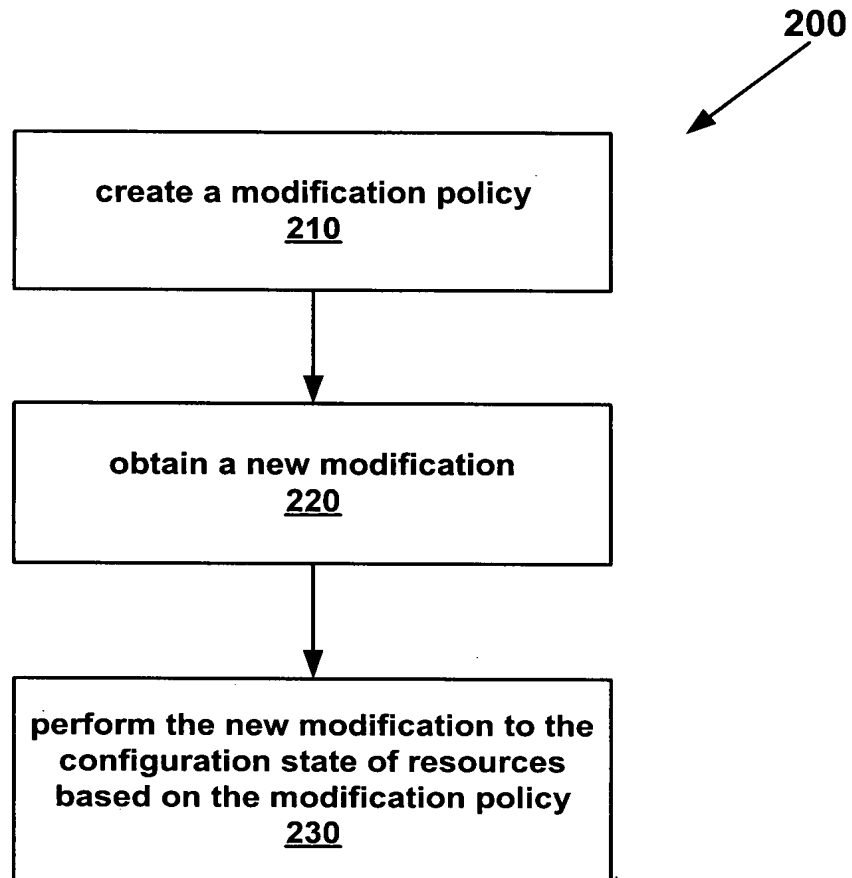 200
create a modification policy
210
obtain a new modification
220
perform the new modification to the
configuration state of resources
based on the modification policy
230